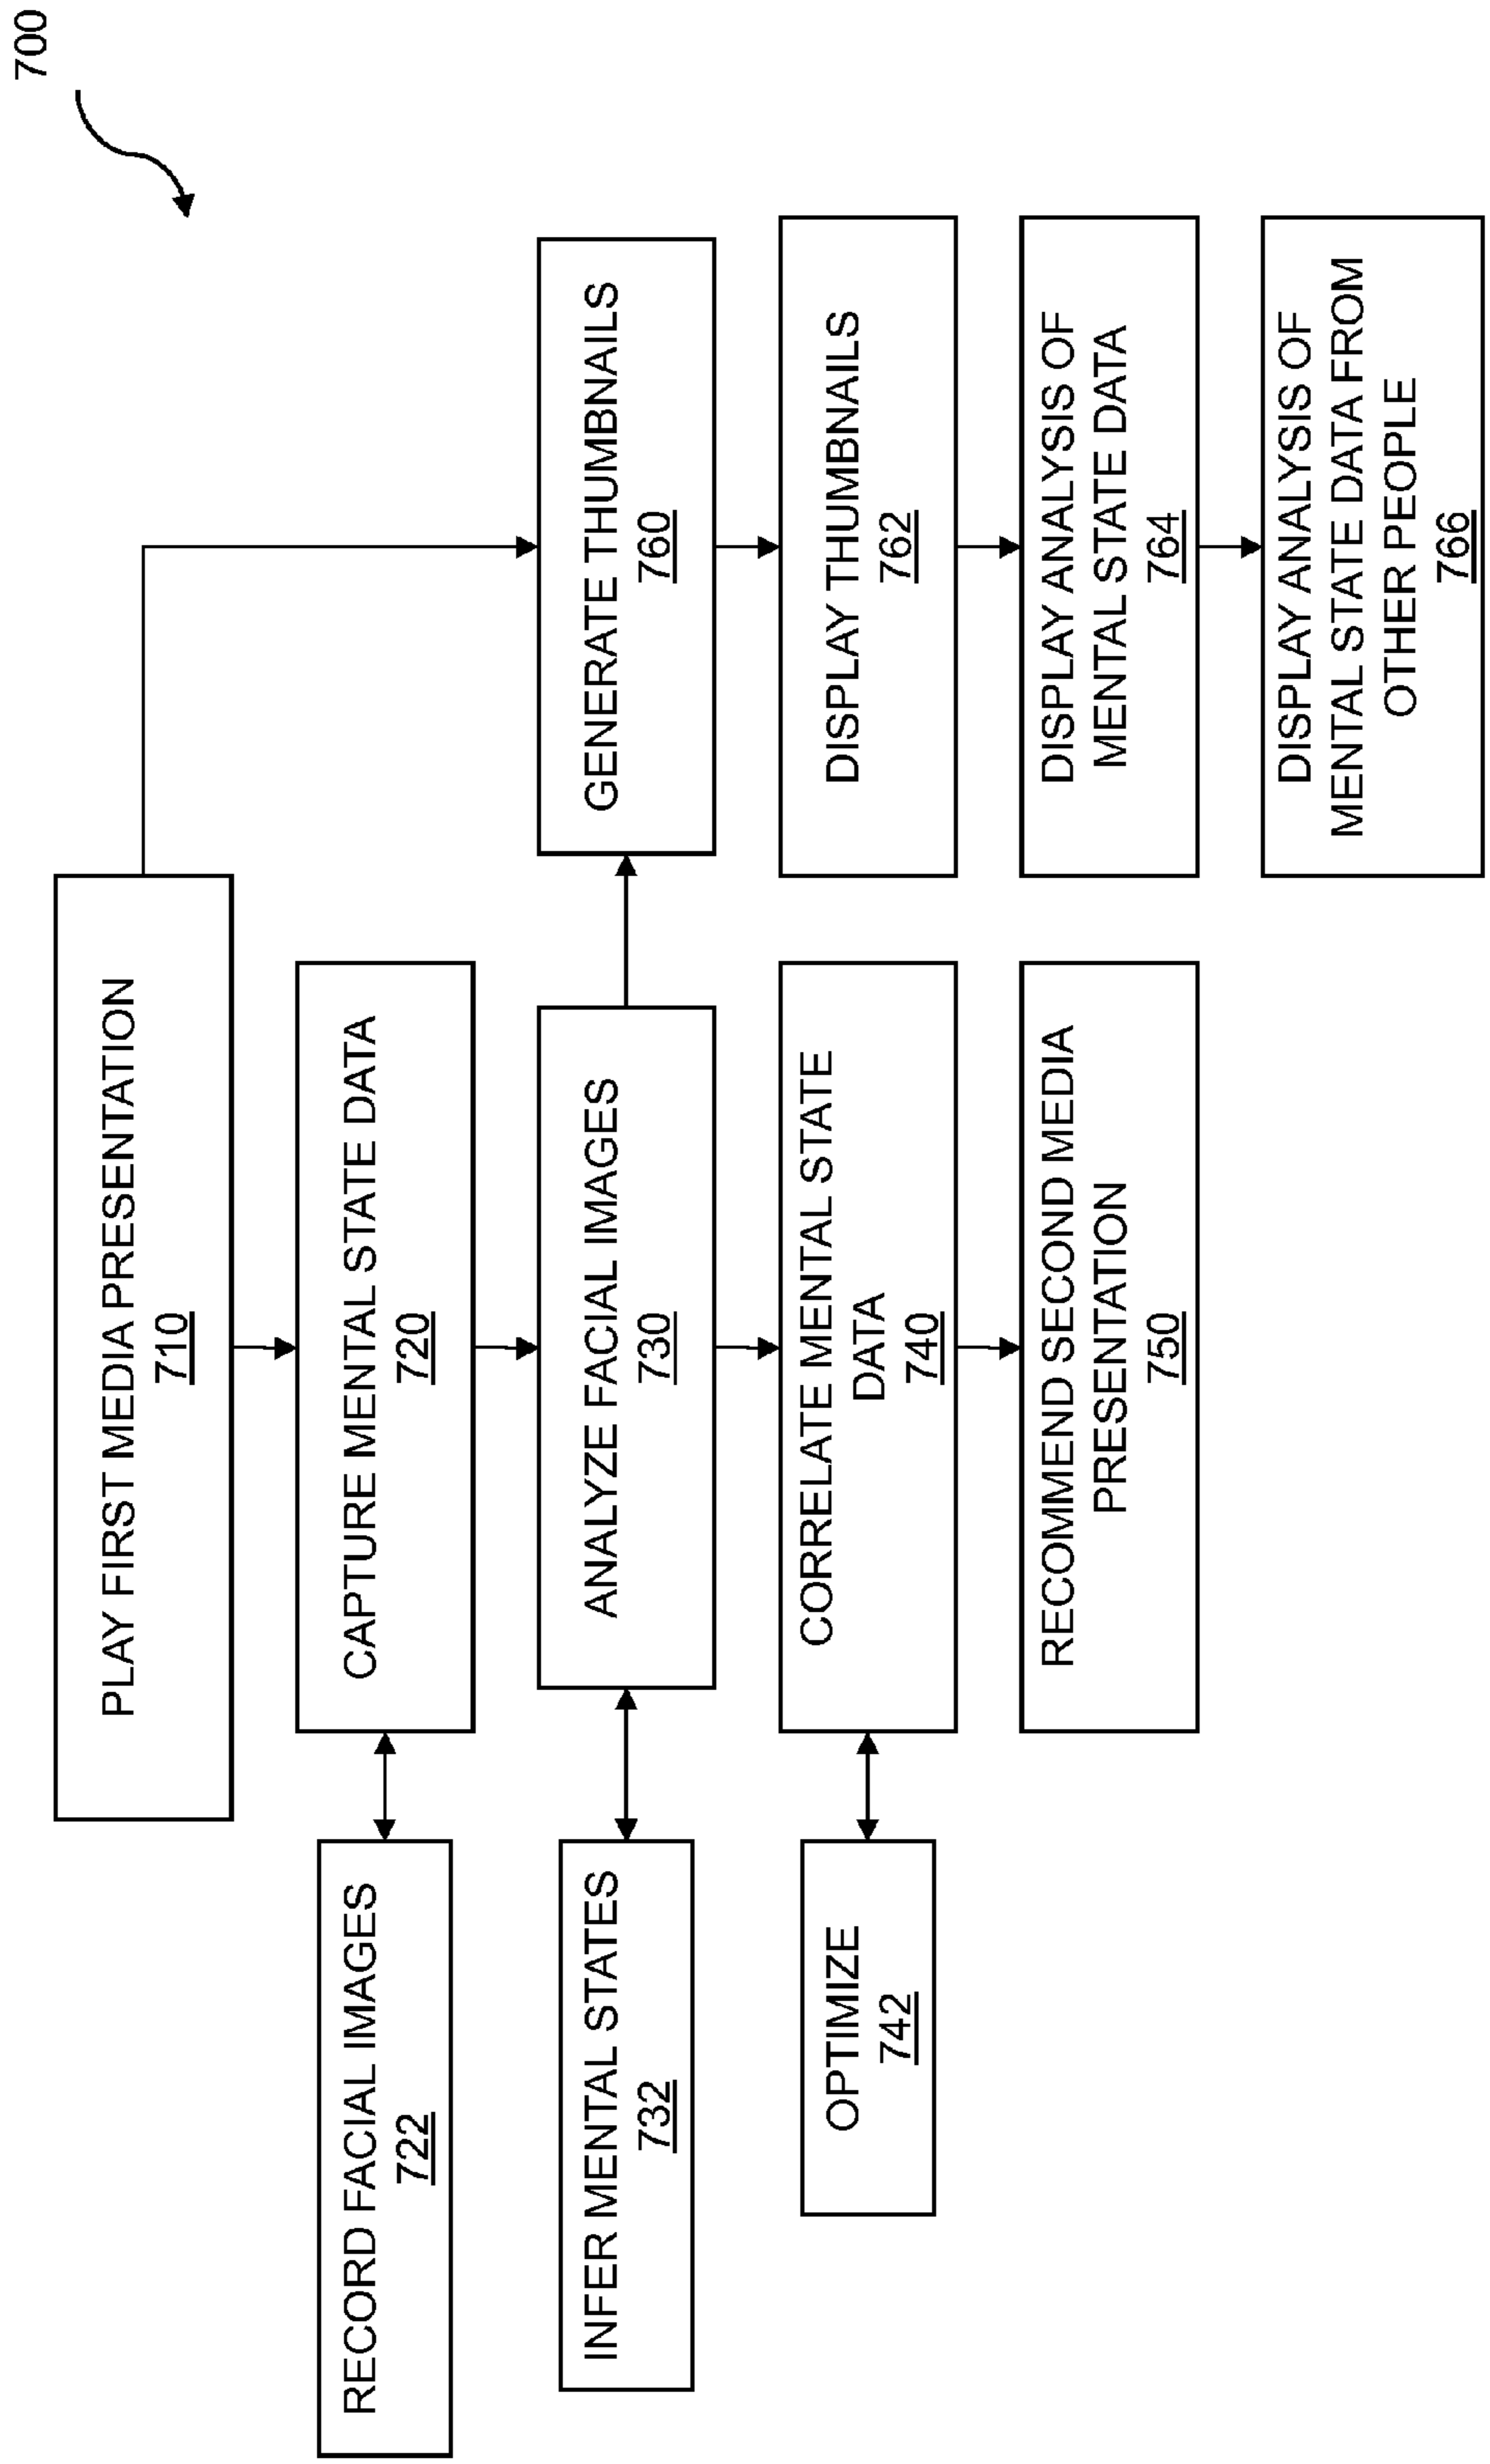 700
PLAY FIRST MEDIA PRESENTATION
710
RECORD FACIAL IMAGES
722
CAPTURE MENTAL STATE DATA
720
INFER MENTAL STATES
732
ANALYZE FACIAL IMAGES
730
GENERATE THUMBNAILS
760
OPTIMIZE
742
CORRELATE MENTAL STATE
DATA
740
DISPLAY THUMBNAILS
762
RECOMMEND SECOND MEDIA
PRESENTATION
750
DISPLAY ANALYSIS OF
MENTAL STATE DATA
764
DISPLAY ANALYSIS OF
MENTAL STATE DATA FROM
OTHER PEOPLE
766